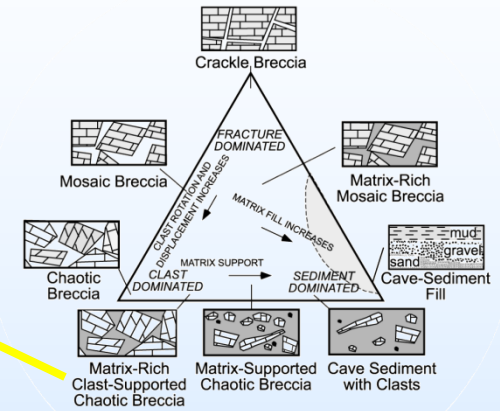 Crackle Breccia
FRACTURE
DOMINATED
Mosaic Breccia
Matrix-Rich
Mosaic Breccia
CLAST ROTATION AND
DISPLACEMENT INCREASES
MATRIX FILL INCREASES
mud
gravel
sand
Cave-Sediment
Fill
Chaotic
Breccia
CLAST
DOMINATED
MATRIX SUPPORT
SEDIMENT
DOMINATED
Matrix-Rich
Clast-Supported
Chaotic Breccia
Matrix-Supported
Chaotic Breccia
Cave Sediment
with Clasts